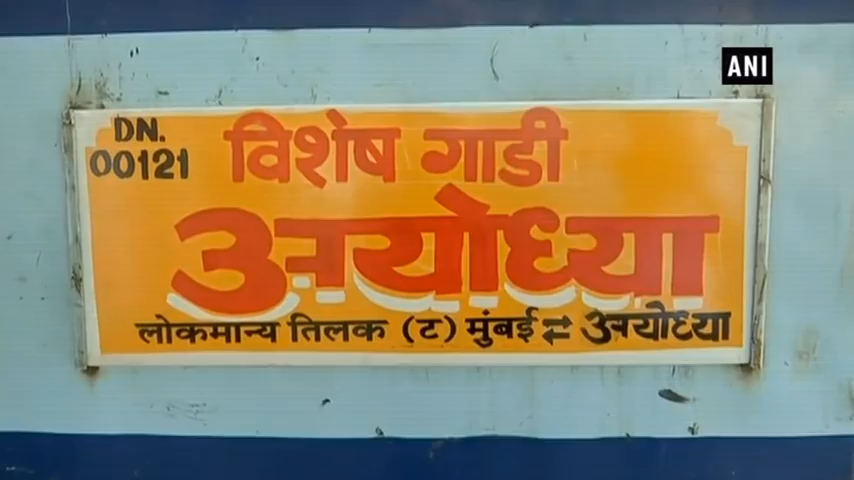 ANI
DN.
00121
विशेष गाडी
अयोध्या
लोकमान्य तिलक (ट) मुंबई ⇄ अयोध्या